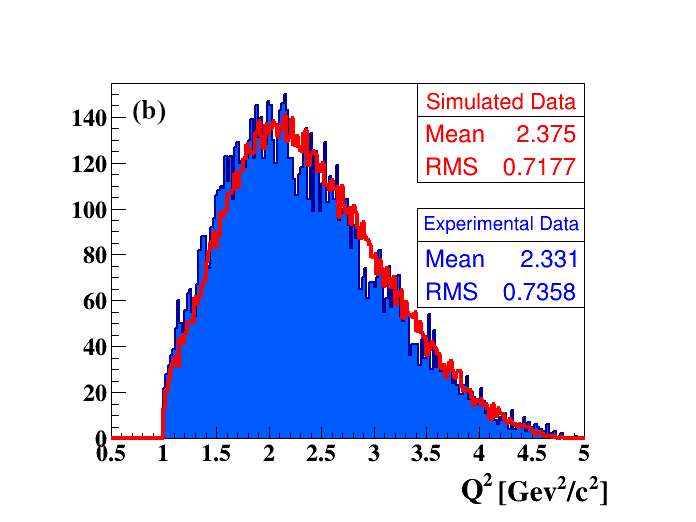 (b)
Simulated Data
Mean 2.375
RMS 0.7177
Experimental Data
Mean 2.331
RMS 0.7358
140
120
100
80
60
40
20
0
0.5 1 1.5 2 2.5 3 3.5 4 4.5 5
Q² [Gev²/c²]